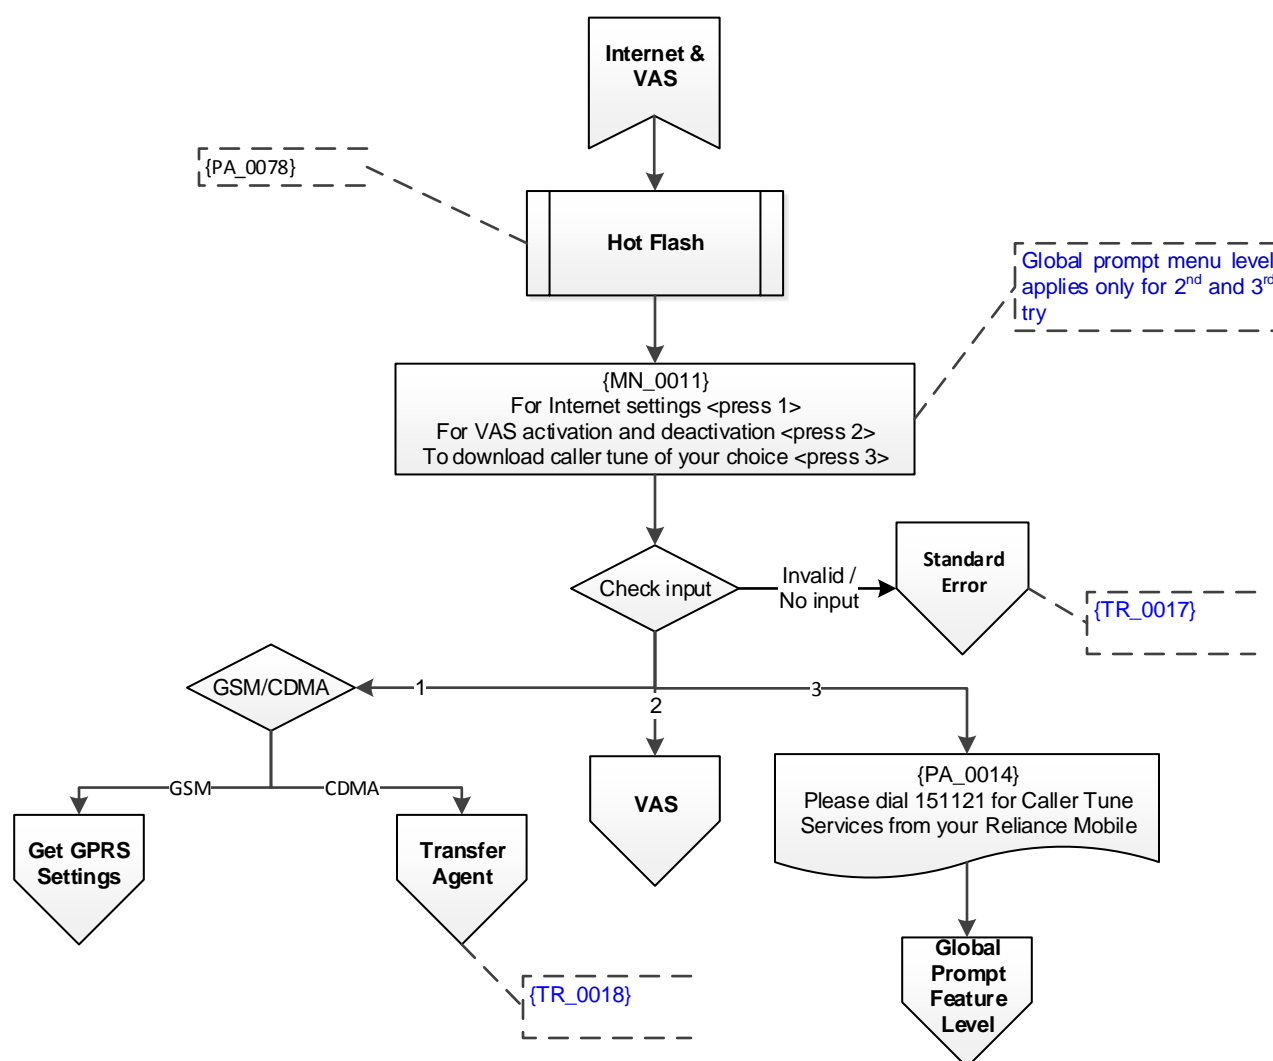 Internet &
VAS
{PA_0078}
Hot Flash
Global prompt menu level
applies only for 2nd and 3rd
try
{MN_0011}
For Internet settings <press 1>
For VAS activation and deactivation <press 2>
To download caller tune of your choice <press 3>
Check input
Invalid /
No input
Standard
Error
{TR_0017}
GSM/CDMA
1
2
3
GSM
CDMA
Get GPRS
Settings
Transfer
Agent
VAS
{PA_0014}
Please dial 151121 for Caller Tune
Services from your Reliance Mobile
{TR_0018}
Global
Prompt
Feature
Level